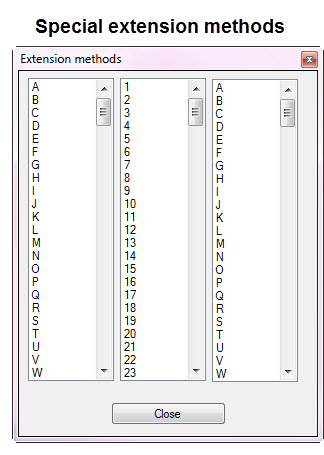 Special extension methods
Extension methods
A 1 A
B 2 B
C 3 C
D 4 D
E 5 E
F 6 F
G 7 G
H 8 H
I 9 I
J 10 J
K 11 K
L 12 L
M 13 M
N 14 N
O 15 O
P 16 P
Q 17 Q
R 18 R
S 19 S
T 20 T
U 21 U
V 22 V
W 23 W
Close